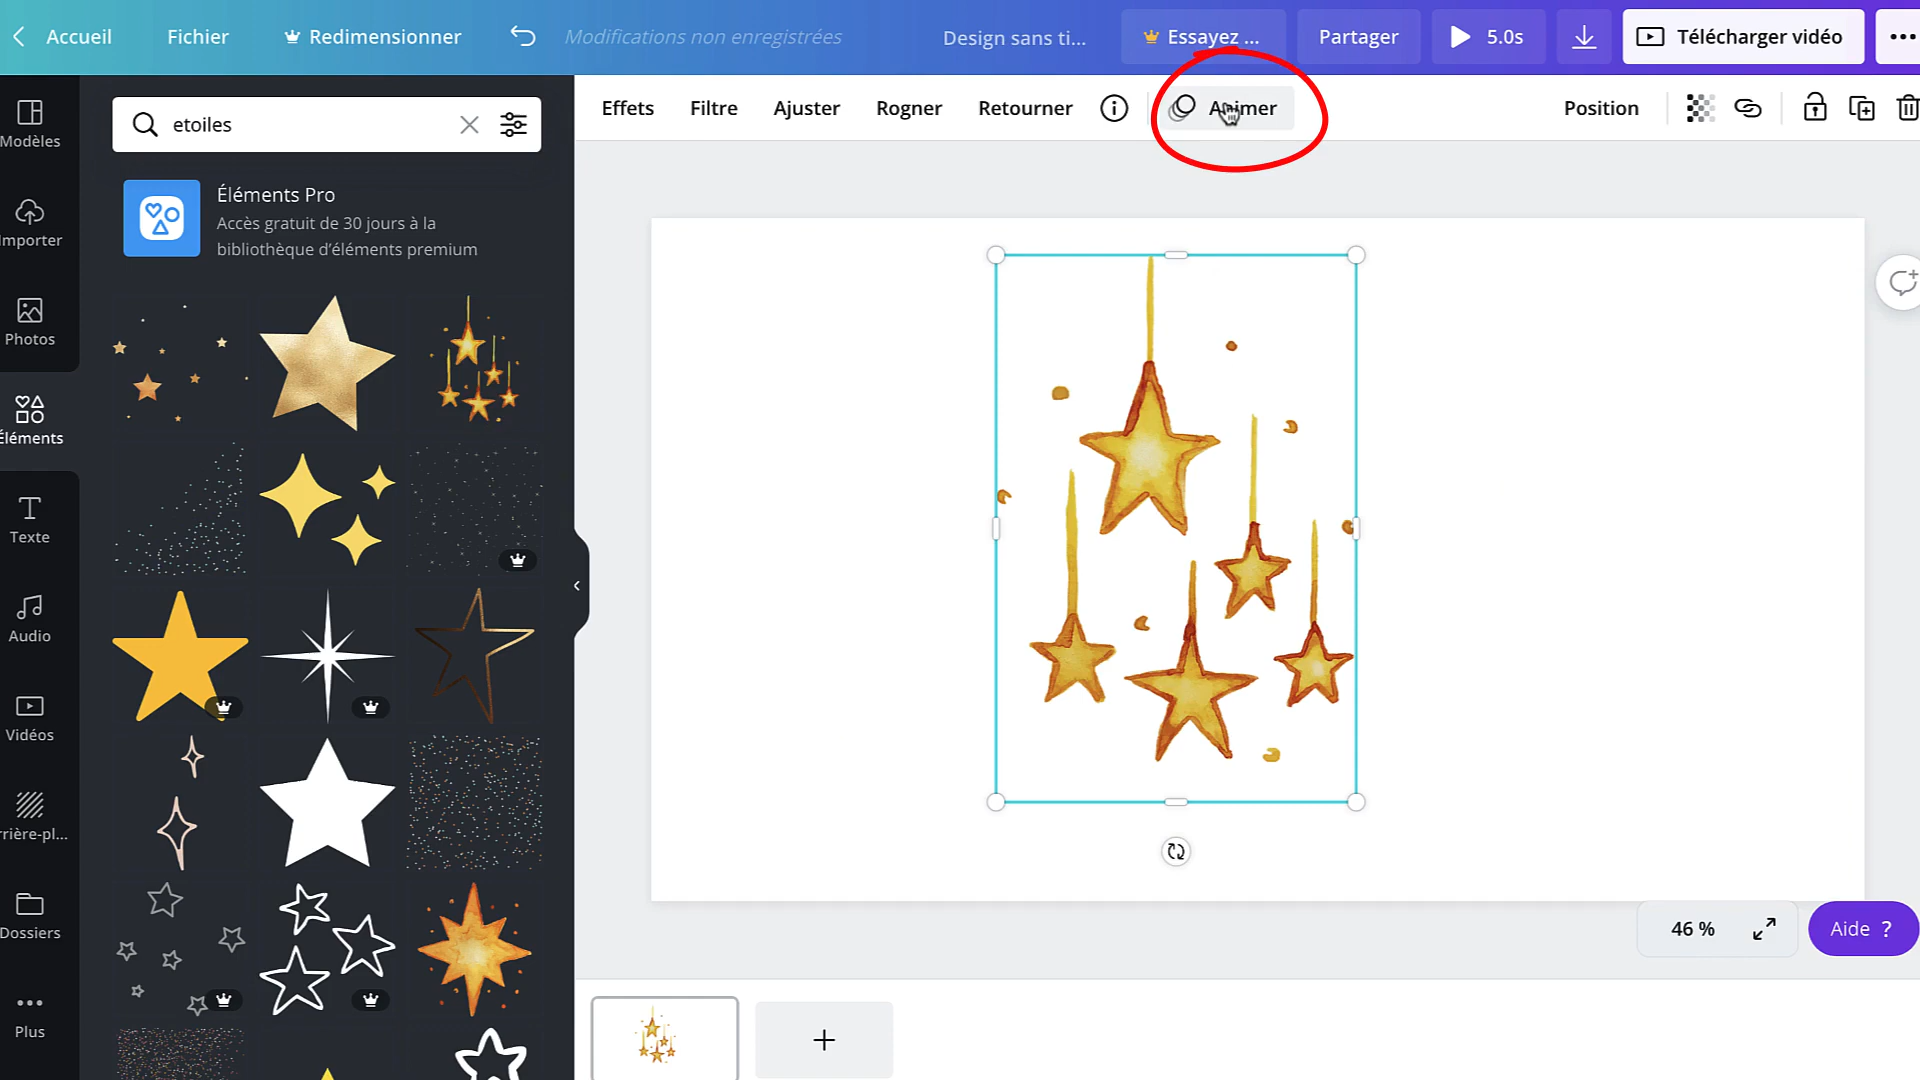 Accueil
Fichier
Redimensionner
Modifications non enregistrées
Design sans ti...
Essayez ...
Partager
5.0s
Télécharger vidéo
Effets
Filtre
Ajuster
Rogner
Retourner
Animer
Position
etoiles
Éléments Pro
Accès gratuit de 30 jours à la
bibliothèque d'éléments premium
Modèles
Importer
Photos
Éléments
Texte
Audio
Vidéos
rrière-pl...
Dossiers
Plus
46 %
Aide ?